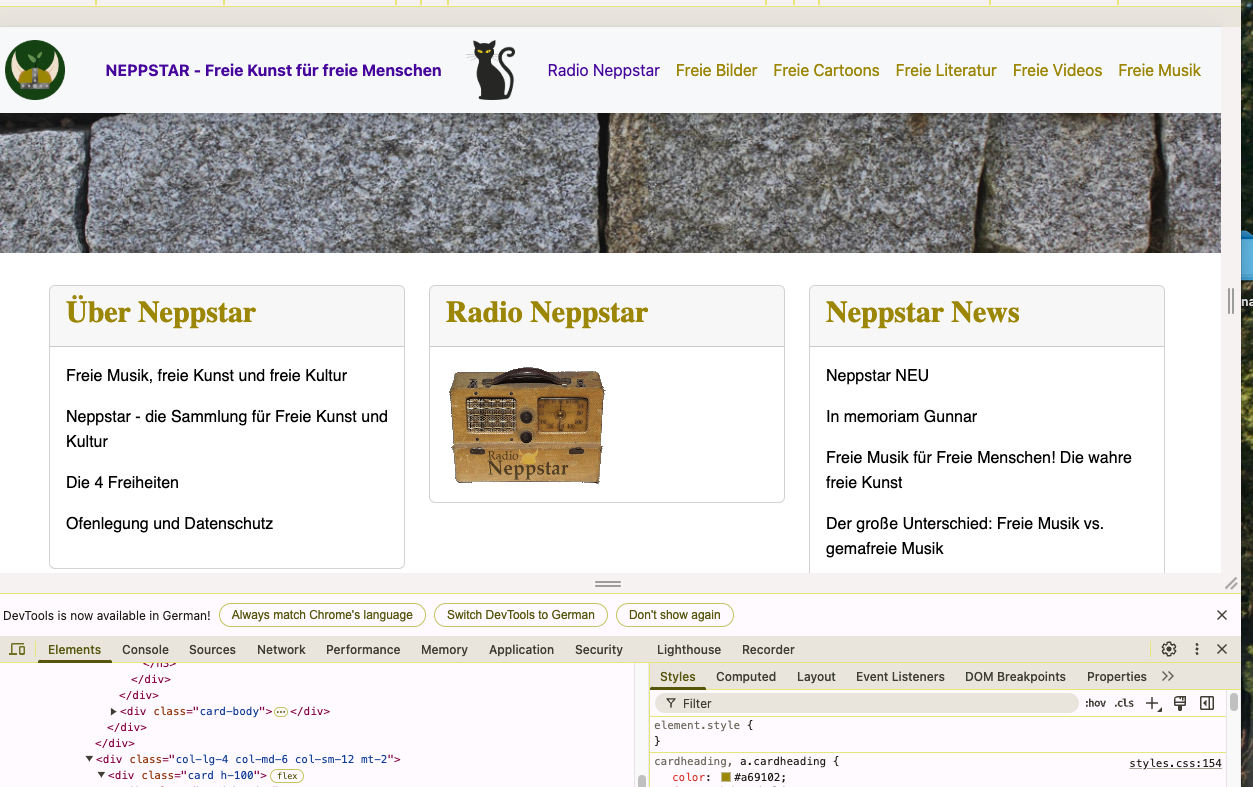 NEPPSTAR - Freie Kunst für freie Menschen
Radio Neppstar
Freie Bilder
Freie Cartoons
Freie Literatur
Freie Videos
Freie Musik
Über Neppstar
Freie Musik, freie Kunst und freie Kultur
Neppstar - die Sammlung für Freie Kunst und
Kultur
Die 4 Freiheiten
Ofenlegung und Datenschutz
Radio Neppstar
Radio
Neppstar
Neppstar News
Neppstar NEU
In memoriam Gunnar
Freie Musik für Freie Menschen! Die wahre
freie Kunst
Der große Unterschied: Freie Musik vs.
gemafreie Musik
DevTools is now available in German!
Always match Chrome's language
Switch DevTools to German
Don't show again
Elements
Console
Sources
Network
Performance
Memory
Application
Security
Lighthouse
Recorder
</h3>
</div>
</div>
<div class="card-body"> </div>
</div>
</div>
<div class="col-lg-4 col-md-6 col-sm-12 mt-2">
<div class="card h-100"> flex
Styles
Computed
Layout
Event Listeners
DOM Breakpoints
Properties
Filter
:hov
.cls
element.style {
}
cardheading, a.cardheading {
styles.css:154
color: #a69102;